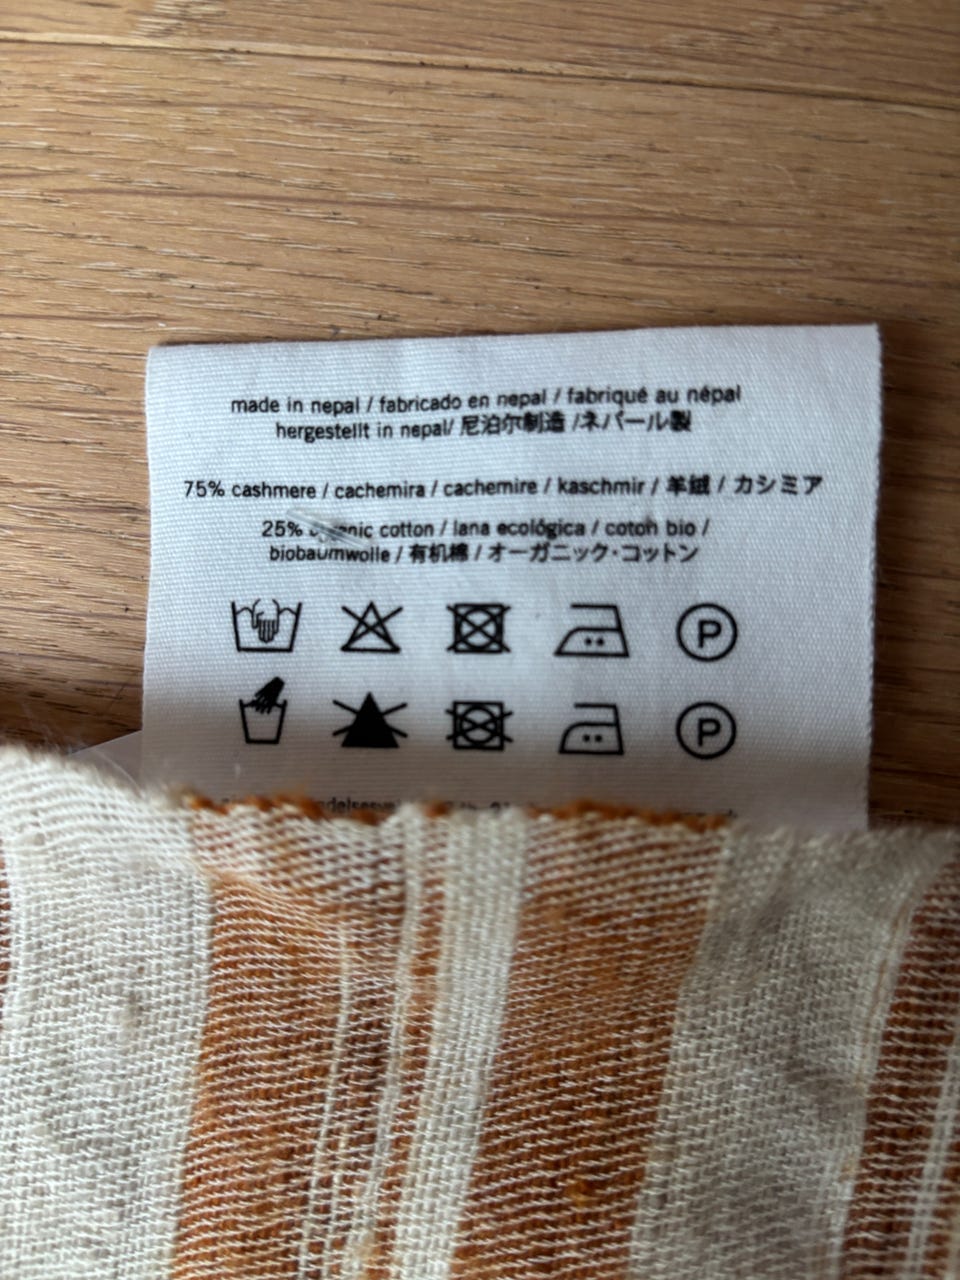 made in nepal / fabricado en nepal / fabriqué au népal
hergestellt in nepal/ 尼泊尔制造 /ネパール製
75% cashmere / cachemira / cachemire / kaschmir / 羊绒 / カシミア
25% cotton / lana ecológica / coton bio /
biobaumwolle / 有机棉 / オーガニック・コットン
P
P